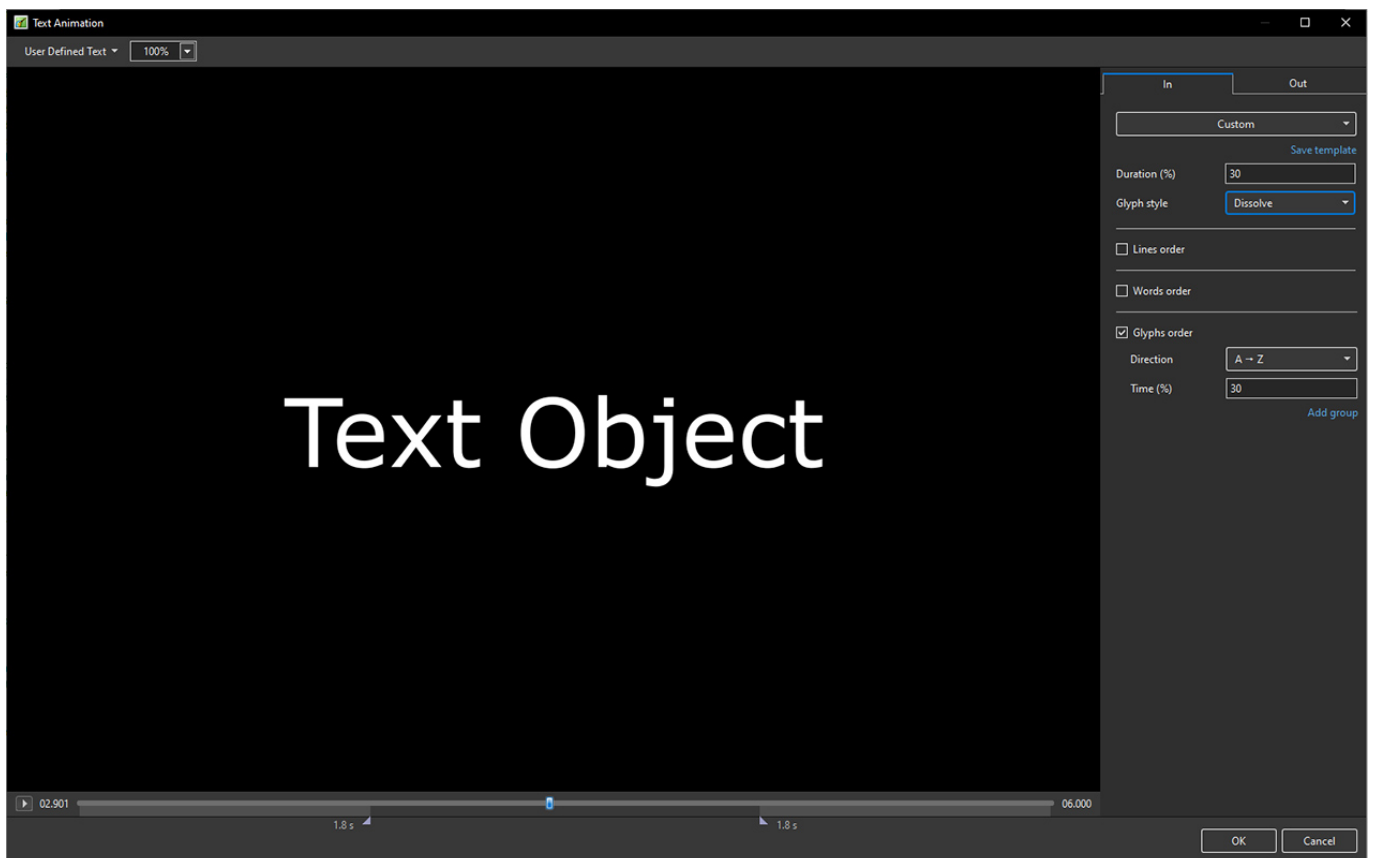 Text Animation
User Defined Text 100%
In Out
Custom
Save template
Duration (%) 30
Glyph style Dissolve
Lines order
Words order
Glyphs order
Direction A → Z
Time (%) 30
Add group
Text Object
02.901 06.000
1.8 s 1.8 s
OK Cancel